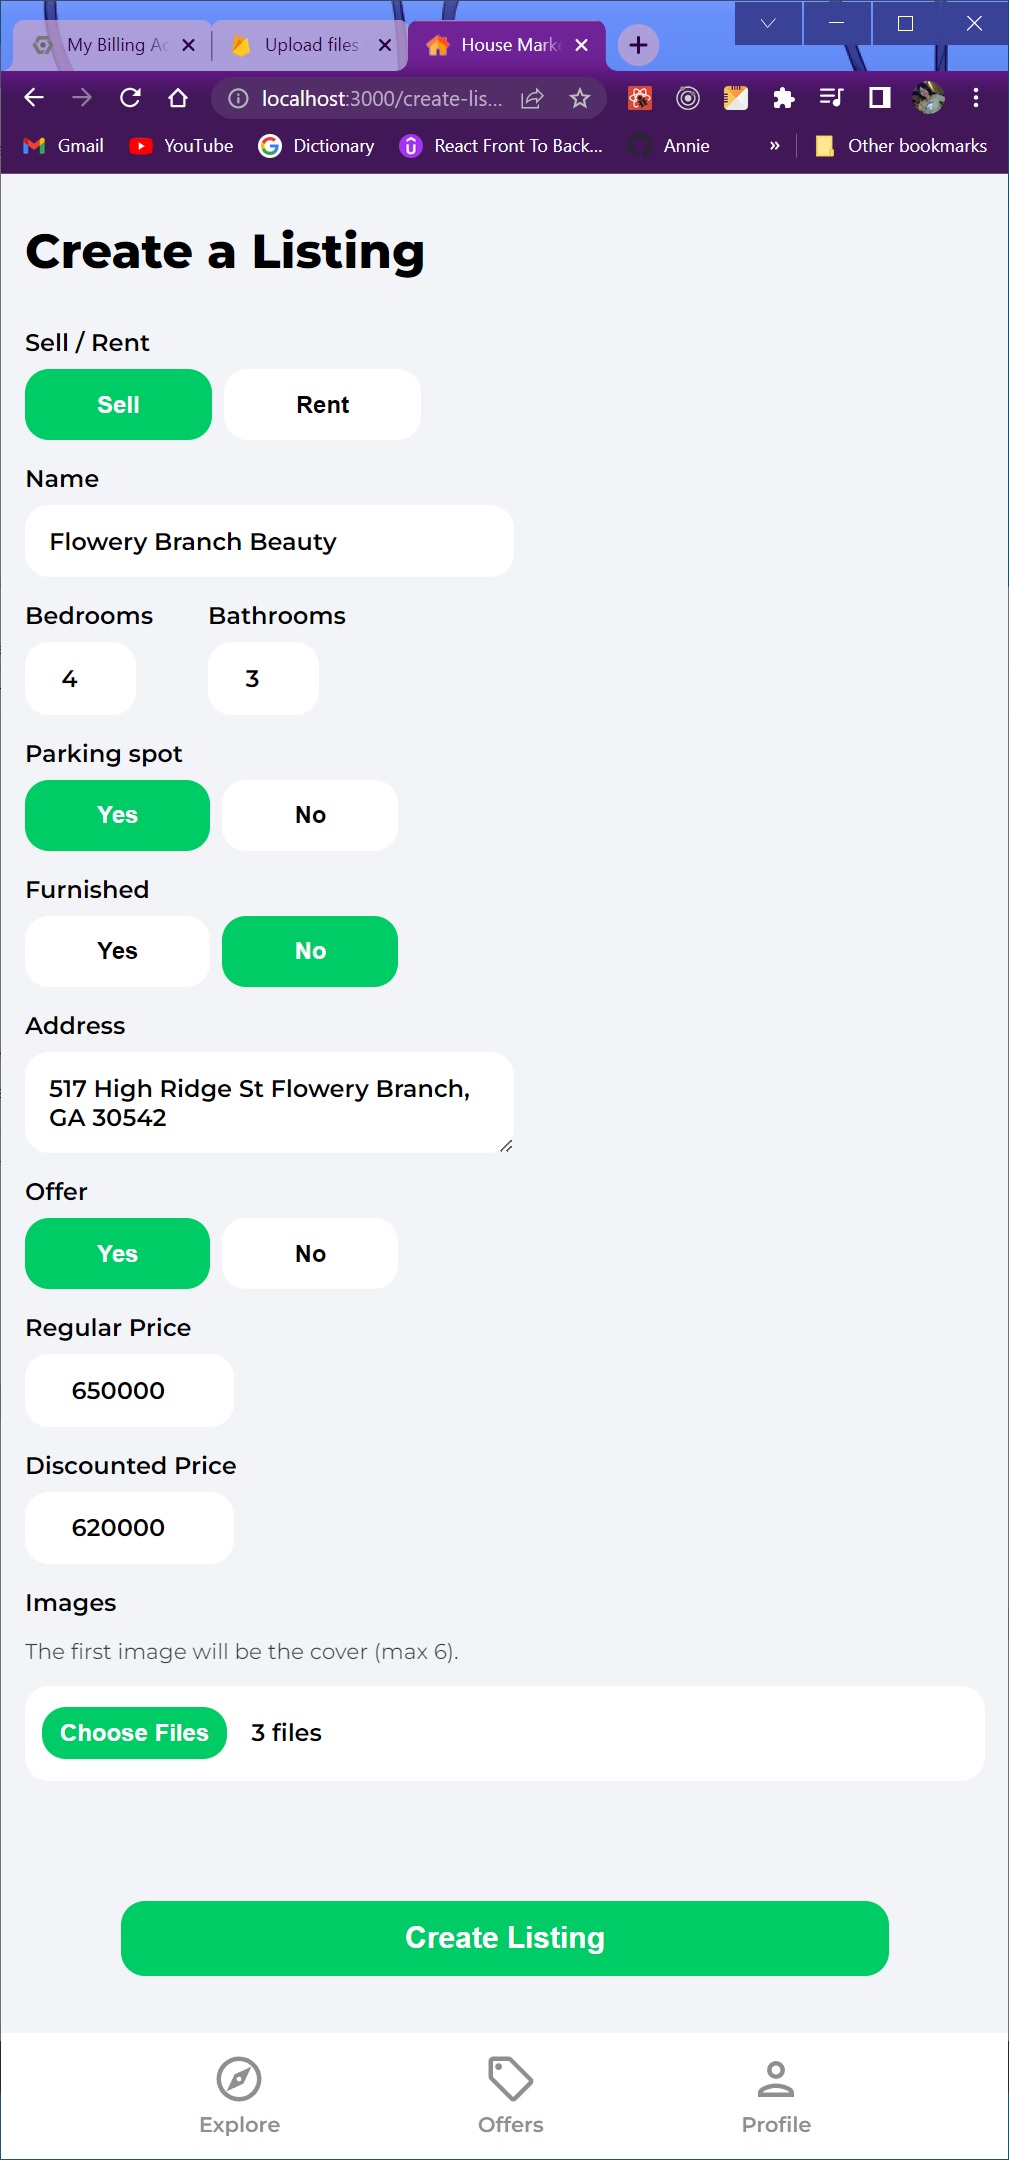 My Billing Ac
Upload files
House Mark
localhost:3000/create-lis...
Gmail
YouTube
Dictionary
React Front To Back...
Annie
»
Other bookmarks
Create a Listing
Sell / Rent
Sell
Rent
Name
Flowery Branch Beauty
Bedrooms
Bathrooms
4
3
Parking spot
Yes
No
Furnished
Yes
No
Address
517 High Ridge St Flowery Branch,
GA 30542
Offer
Yes
No
Regular Price
650000
Discounted Price
620000
Images
The first image will be the cover (max 6).
Choose Files
3 files
Create Listing
Explore
Offers
Profile